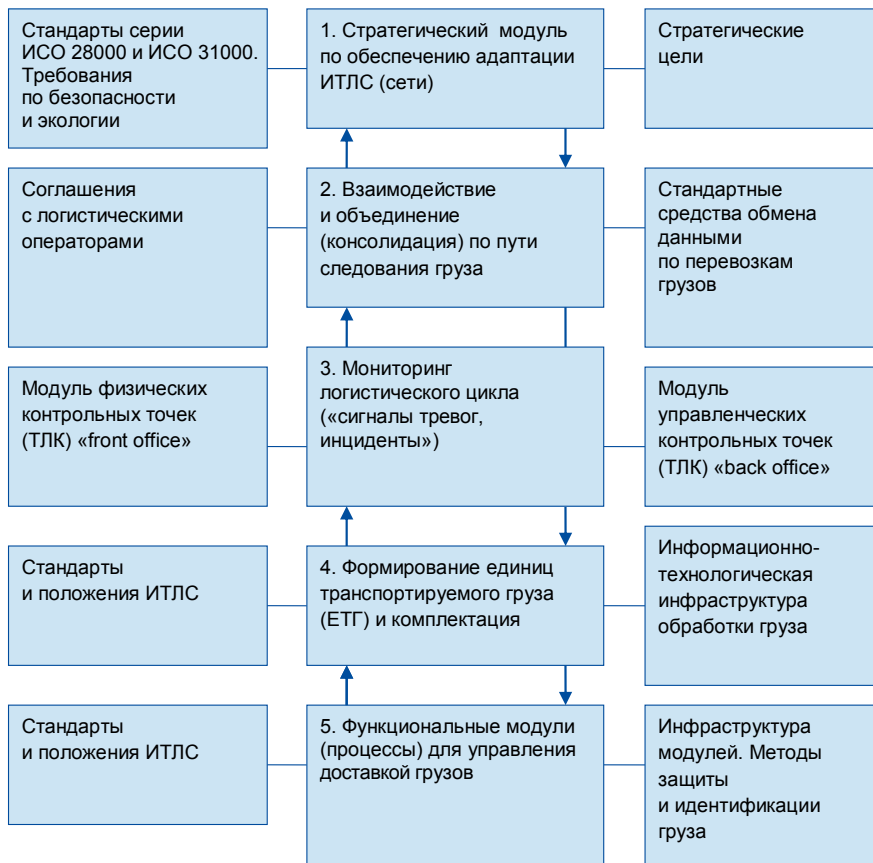 Стандарты серии
ИСО 28000 и ИСО 31000.
Требования
по безопасности
и экологии
1. Стратегический модуль
по обеспечению адаптации
ИТЛС (сети)
Стратегические
цели
Соглашения
с логистическими
операторами
2. Взаимодействие
и объединение
(консолидация) по пути
следования груза
Стандартные
средства обмена
данными
по перевозкам
грузов
Модуль физических
контрольных точек
(ТЛК) «front office»
3. Мониторинг
логистического цикла
(«сигналы тревог,
инциденты»)
Модуль
управленческих
контрольных точек
(ТЛК) «back office»
Стандарты
и положения ИТЛС
4. Формирование единиц
транспортируемого груза
(ЕТГ) и комплектация
Информационно-
технологическая
инфраструктура
обработки груза
Стандарты
и положения ИТЛС
5. Функциональные модули
(процессы) для управления
доставкой грузов
Инфраструктура
модулей. Методы
защиты
и идентификации
груза